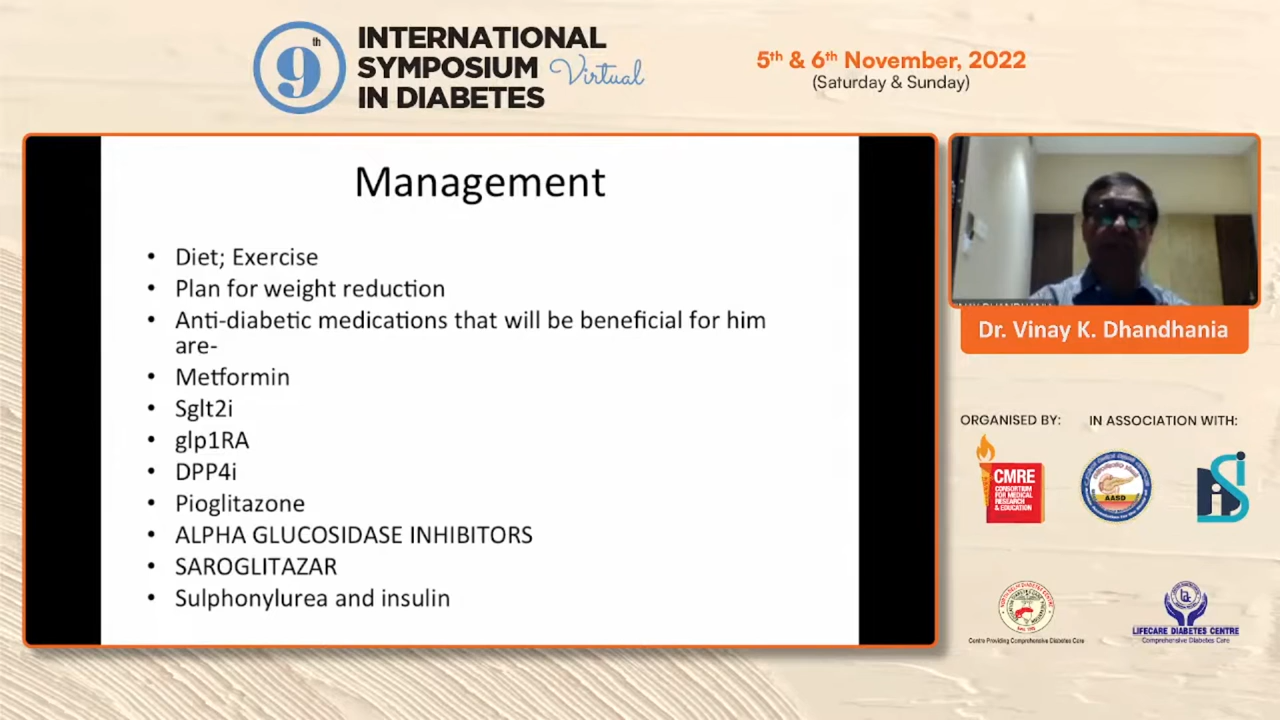 9th
INTERNATIONAL
SYMPOSIUM Virtual
IN DIABETES
5th & 6th November, 2022
(Saturday & Sunday)
Management
• Diet; Exercise
• Plan for weight reduction
• Anti-diabetic medications that will be beneficial for him
are-
• Metformin
• Sglt2i
• glp1RA
• DPP4i
• Pioglitazone
• ALPHA GLUCOSIDASE INHIBITORS
• SAROGLITAZAR
• Sulphonylurea and insulin
Dr. Vinay K. Dhandhania
ORGANISED BY:
IN ASSOCIATION WITH:
CMRE
CONSORTIUM
FOR MEDICAL
RESEARCH
& EDUCATION
AASD
Centre Providing Comprehensive Diabetes Care
LIFECARE DIABETES CENTRE
Comprehensive Diabetes Care